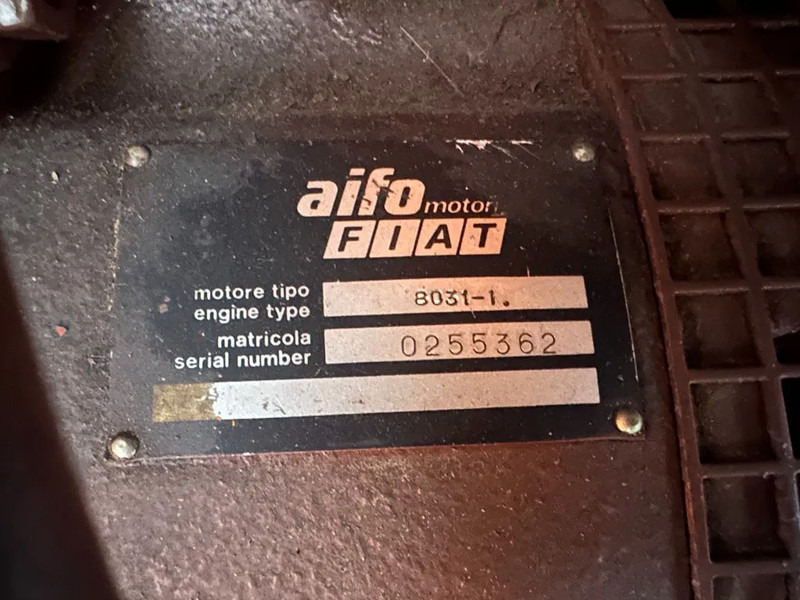 aifo motori
FIAT
motore tipo
engine type
8031-1.
matricola
serial number
0255362